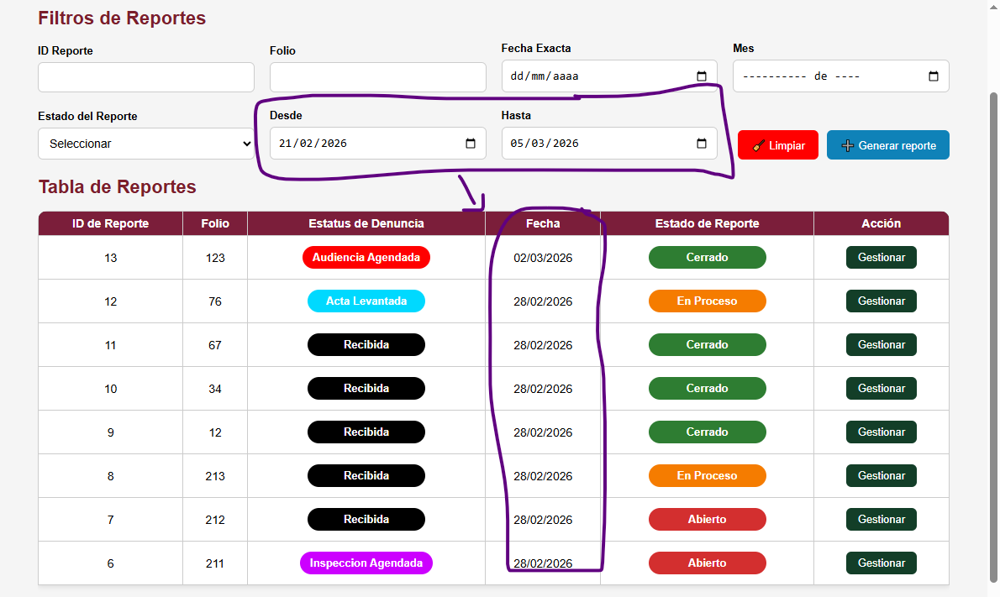 Filtros de Reportes
ID Reporte Folio Fecha Exacta Mes
dd/mm/aaaa ---------- de ----
Estado del Reporte Desde Hasta
Seleccionar 21/02/2026 05/03/2026 Limpiar Generar reporte
Tabla de Reportes
ID de Reporte Folio Estatus de Denuncia Fecha Estado de Reporte Acción
13 123 Audiencia Agendada 02/03/2026 Cerrado Gestionar
12 76 Acta Levantada 28/02/2026 En Proceso Gestionar
11 67 Recibida 28/02/2026 Cerrado Gestionar
10 34 Recibida 28/02/2026 Cerrado Gestionar
9 12 Recibida 28/02/2026 Cerrado Gestionar
8 213 Recibida 28/02/2026 En Proceso Gestionar
7 212 Recibida 28/02/2026 Abierto Gestionar
6 211 Inspeccion Agendada 28/02/2026 Abierto Gestionar